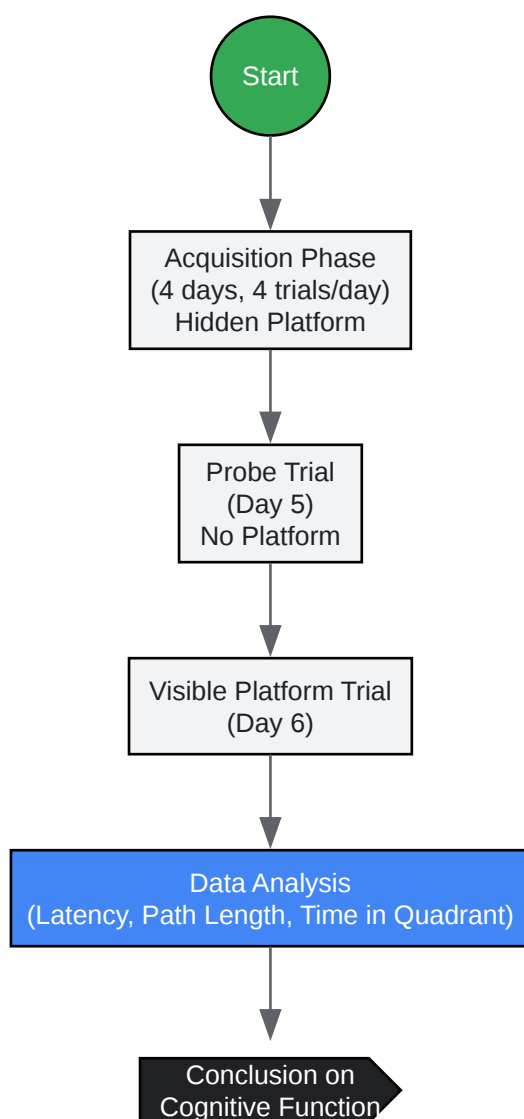 Start
Acquisition Phase
(4 days, 4 trials/day)
Hidden Platform
Probe Trial
(Day 5)
No Platform
Visible Platform Trial
(Day 6)
Data Analysis
(Latency, Path Length, Time in Quadrant)
Conclusion on
Cognitive Function